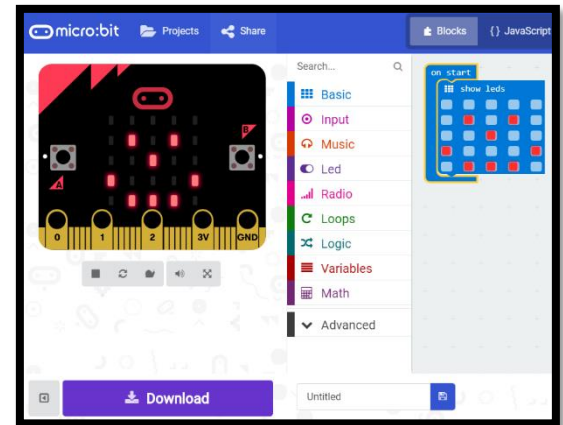 micro:bit
Projects
Share
Blocks
{} JavaScript
Search...
Basic
Input
Music
Led
Radio
Loops
Logic
Variables
Math
Advanced
on start
show leds
A
B
0 1 2 3V GND
Download
Untitled